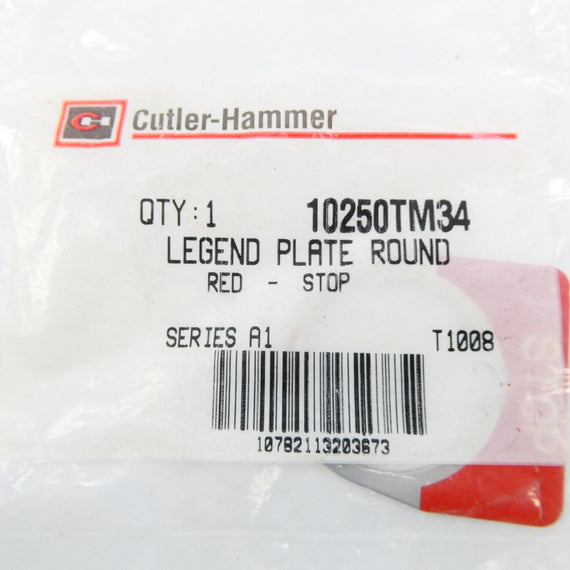 Cutler-Hammer
QTY:1 10250TM34
LEGEND PLATE ROUND
RED - STOP
SERIES A1 T1008
10782113203673